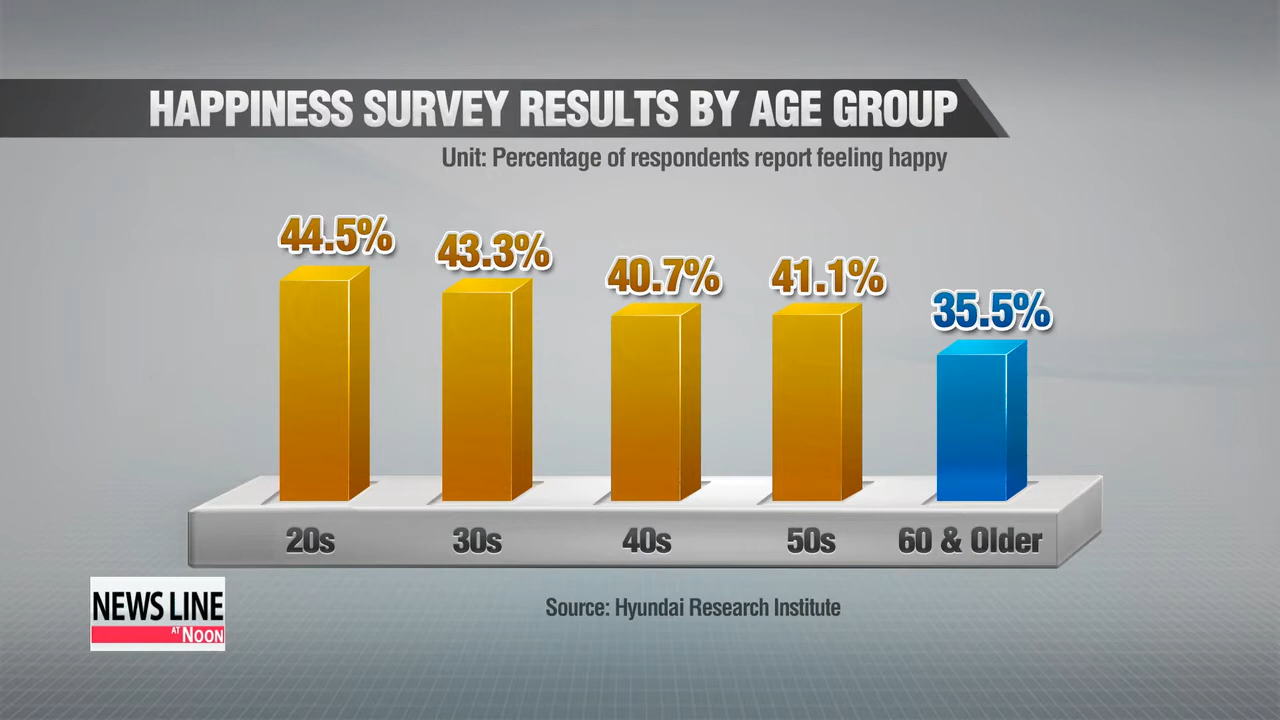 HAPPINESS SURVEY RESULTS BY AGE GROUP
Unit: Percentage of respondents report feeling happy
44.5%
43.3%
40.7%
41.1%
35.5%
20s
30s
40s
50s
60 & Older
Source: Hyundai Research Institute
NEWS LINE
AT NOON